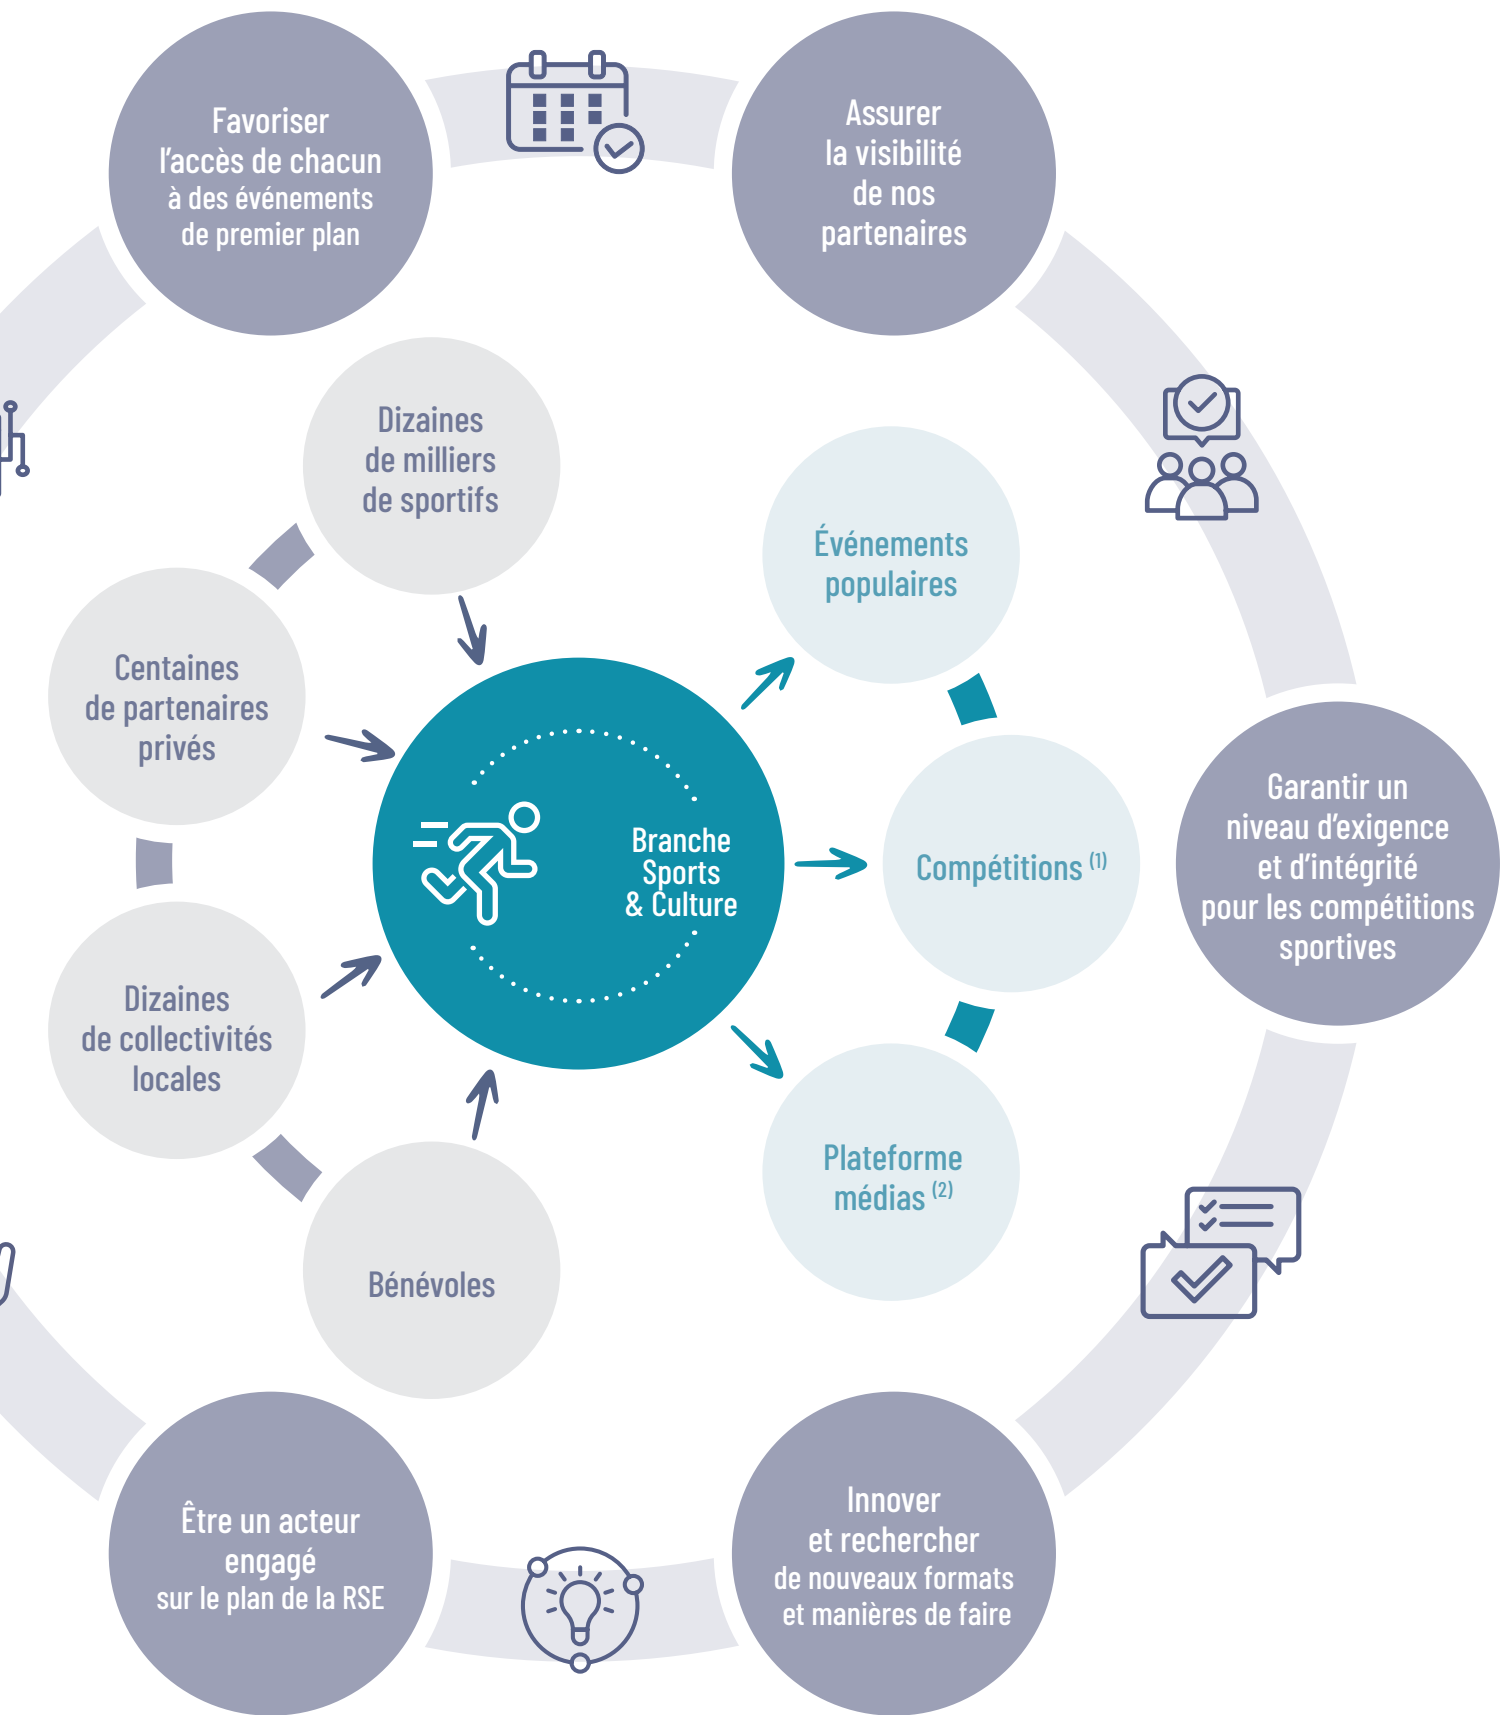 Favoriser
l’accès de chacun
à des événements
de premier plan
Assurer
la visibilité
de nos
partenaires
Dizaines
de milliers
de sportifs
Événements
populaires
Centaines
de partenaires
privés
Branche
Sports
& Culture
Compétitions (1)
Garantir un
niveau d’exigence
et d’intégrité
pour les compétitions
sportives
Dizaines
de collectivités
locales
Plateforme
médias (2)
Bénévoles
Être un acteur
engagé
sur le plan de la RSE
Innover
et rechercher
de nouveaux formats
et manières de faire